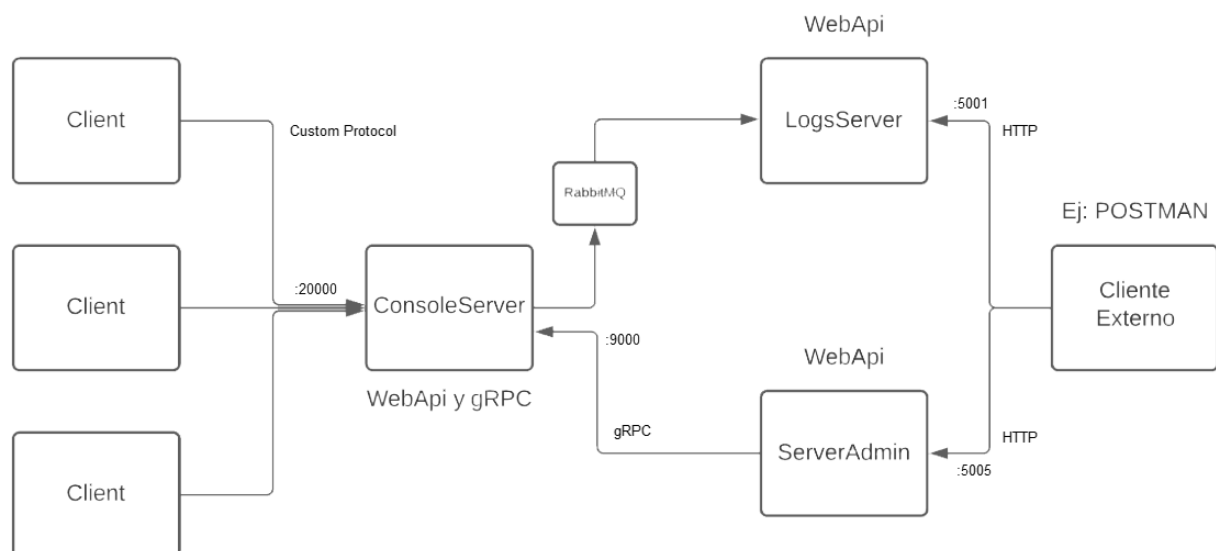 WebApi
Client
LogsServer
:5001
HTTP
Custom Protocol
RabbitMQ
Ej: POSTMAN
Client
:20000
ConsoleServer
Cliente
Externo
:9000
WebApi
WebApi y gRPC
gRPC
HTTP
ServerAdmin
:5005
Client